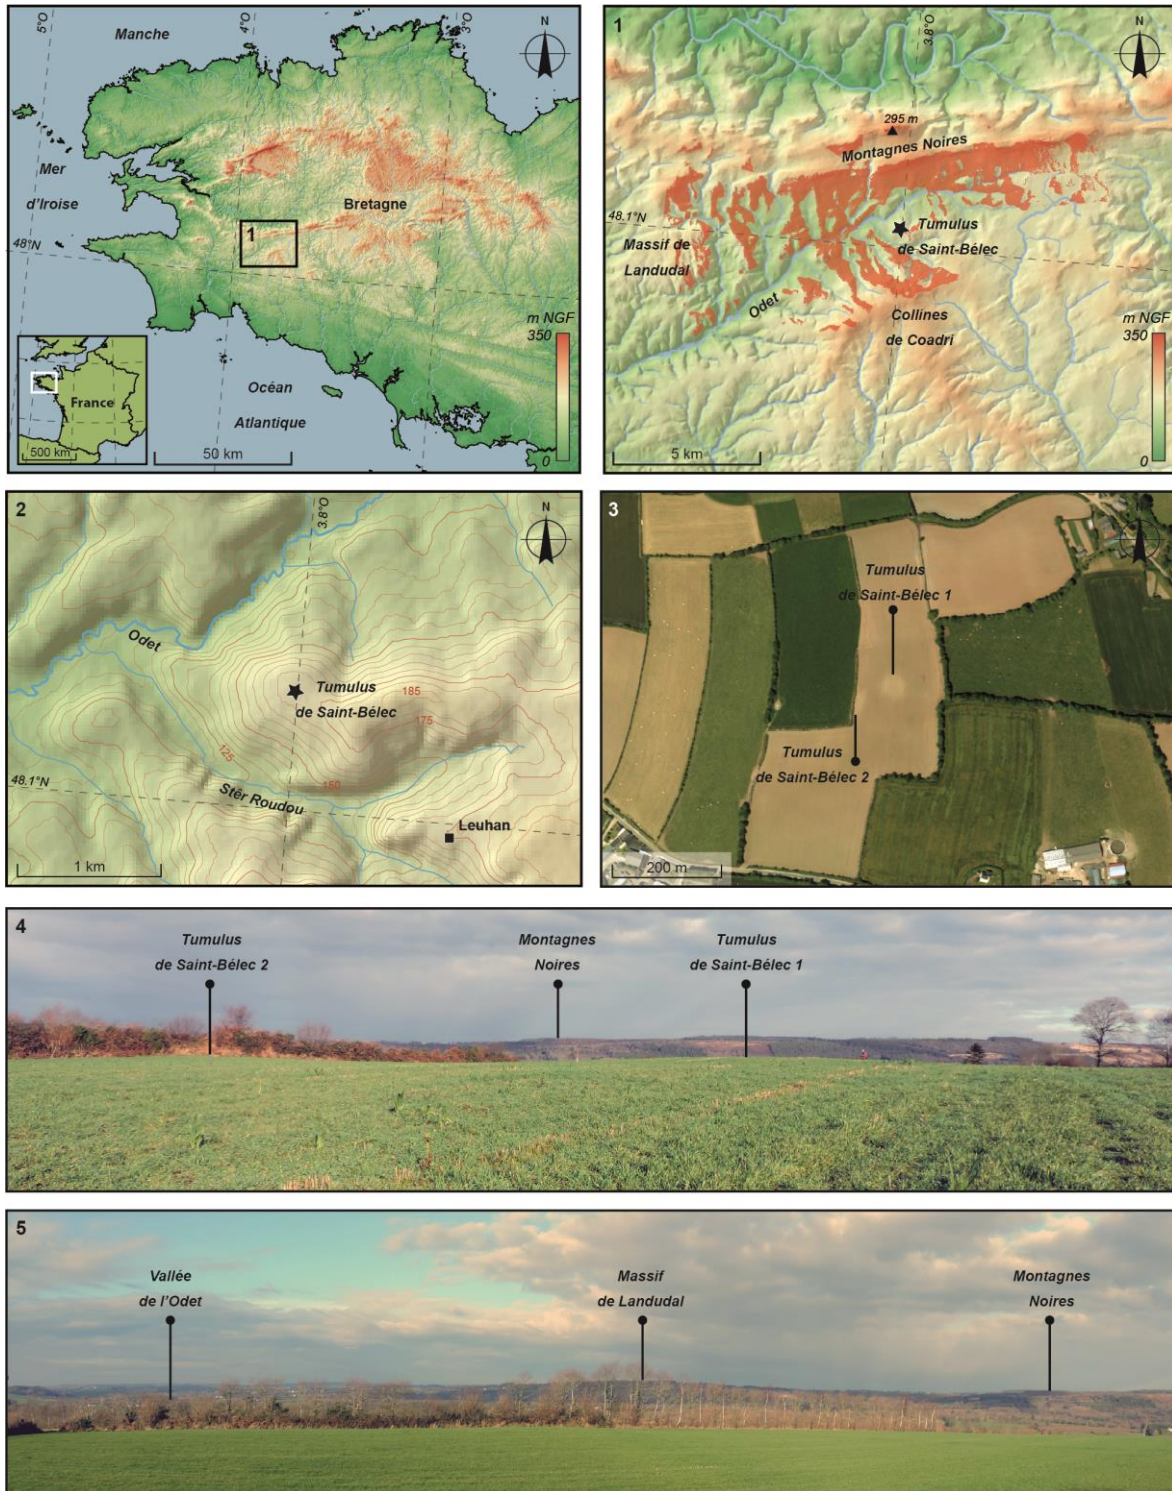 5°O
4°O
3°O
N
Manche
Mer
d'Iroise
Bretagne
1
48°N
m NGF
350
0
Océan
Atlantique
France
500 km
50 km
1
3.8°O
N
295 m
Montagnes Noires
48.1°N
Massif de
Landudal
Tumulus
de Saint-Bélec
Odet
Collines
de Coadri
m NGF
350
0
5 km
2
3.8°O
N
Odet
Tumulus
de Saint-Bélec
185
175
125
150
48.1°N
Stêr Roudou
Leuhan
1 km
3
N
Tumulus
de Saint-Bélec 1
Tumulus
de Saint-Bélec 2
200 m
4
Tumulus
de Saint-Bélec 2
Montagnes
Noires
Tumulus
de Saint-Bélec 1
5
Vallée
de l'Odet
Massif
de Landudal
Montagnes
Noires